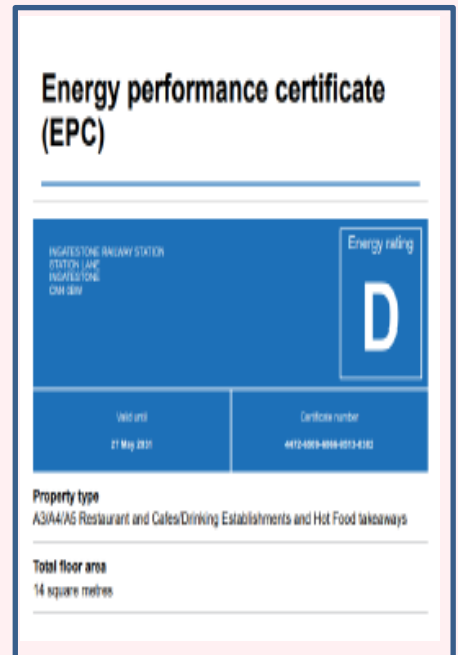 Energy performance certificate
(EPC)
INGATESTONE RAILWAY STATION
STATION LANE
INGATESTONE
Energy rating
D
Valid until
27 May 2031
Certificate number
Property type
A3/A4/A5 Restaurant and Cafes/Drinking Establishments and Hot Food takeaways
Total floor area
14 square metres